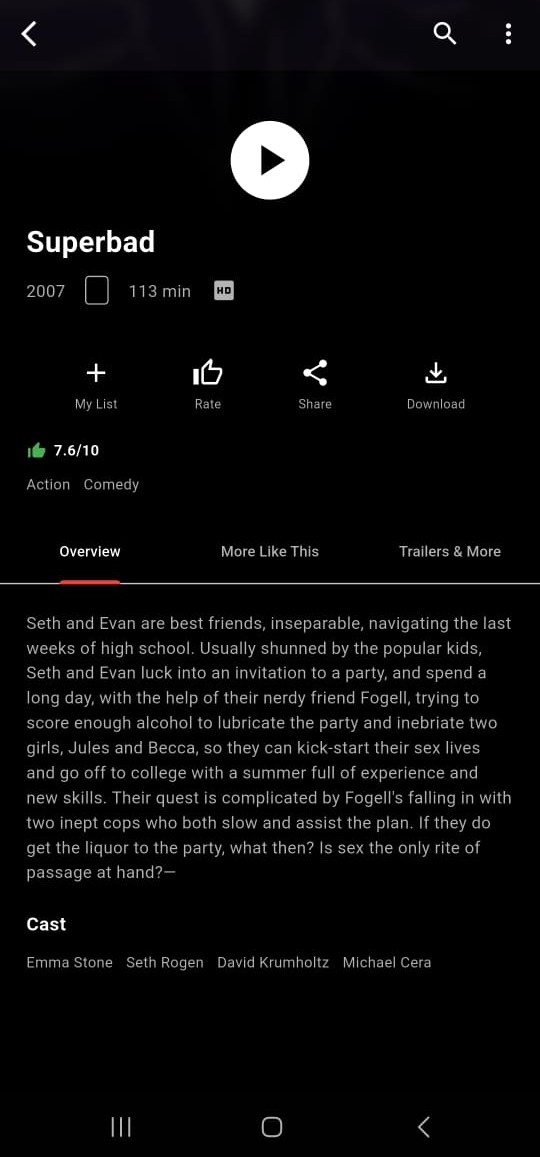 Superbad
2007 113 min HD
My List Rate Share Download
7.6/10
Action Comedy
Overview More Like This Trailers & More
Seth and Evan are best friends, inseparable, navigating the last
weeks of high school. Usually shunned by the popular kids,
Seth and Evan luck into an invitation to a party, and spend a
long day, with the help of their nerdy friend Fogell, trying to
score enough alcohol to lubricate the party and inebriate two
girls, Jules and Becca, so they can kick-start their sex lives
and go off to college with a summer full of experience and
new skills. Their quest is complicated by Fogell's falling in with
two inept cops who both slow and assist the plan. If they do
get the liquor to the party, what then? Is sex the only rite of
passage at hand?—
Cast
Emma Stone Seth Rogen David Krumholtz Michael Cera